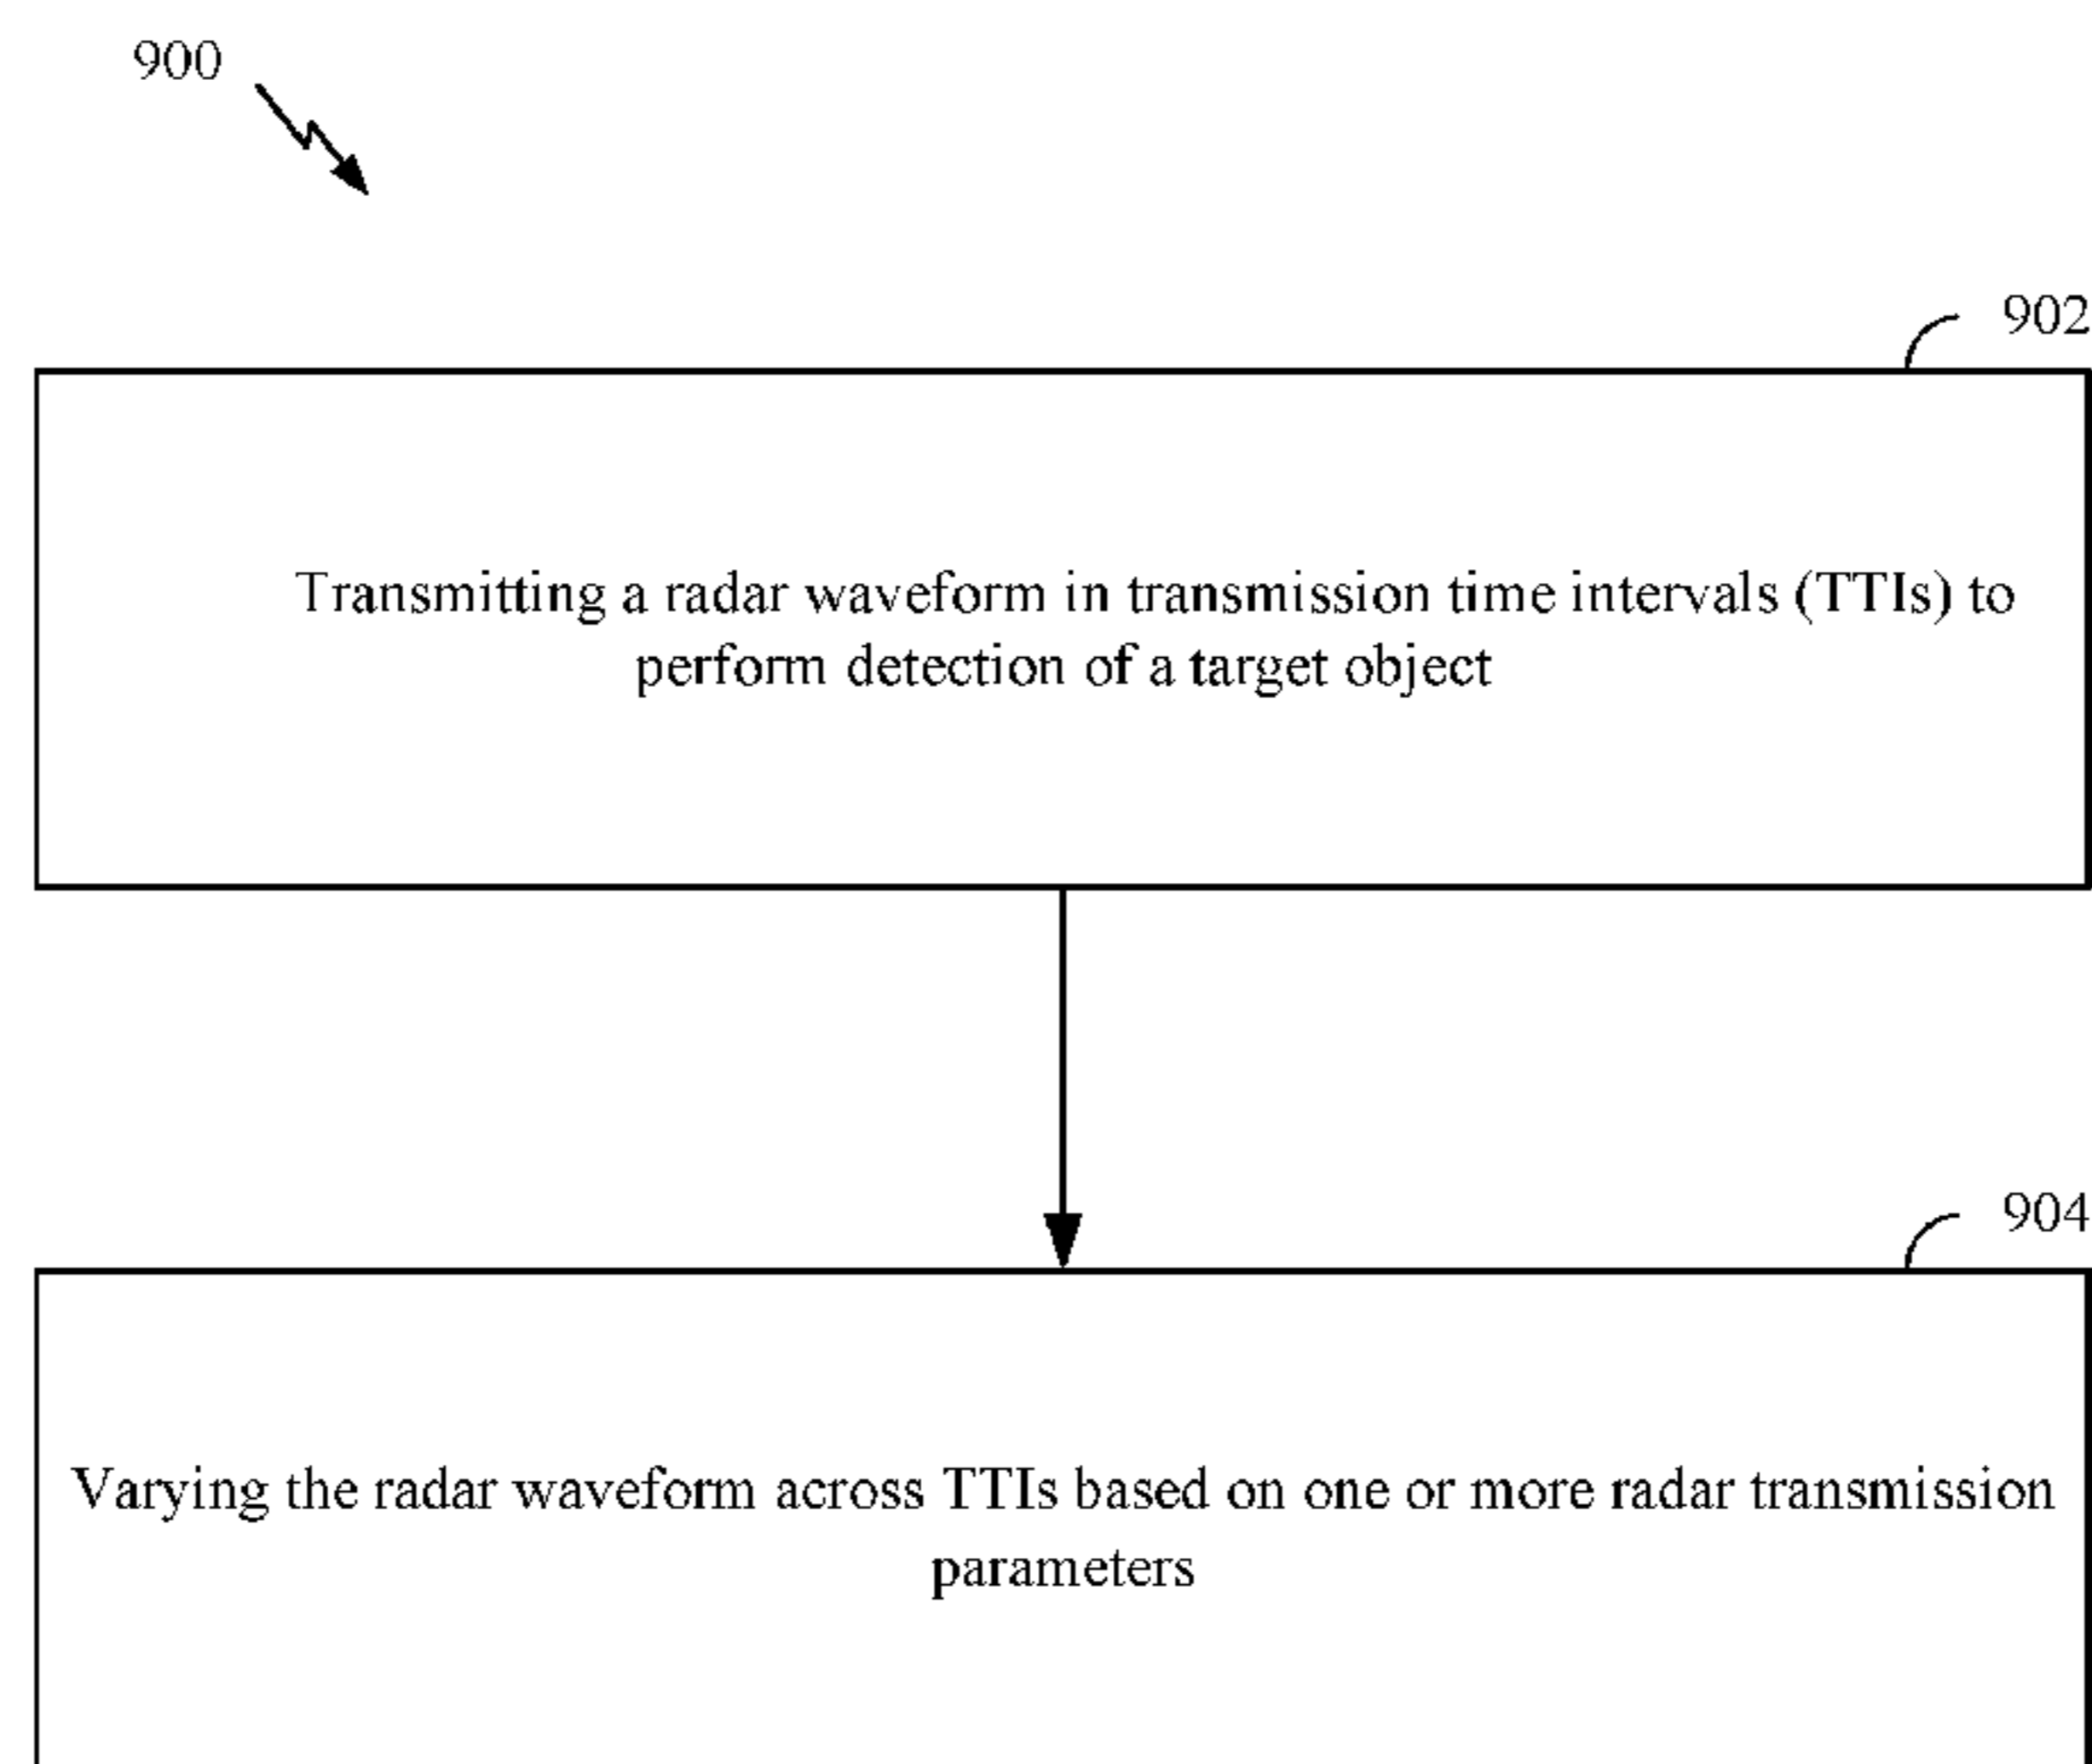 900
902
Transmitting a radar waveform in transmission time intervals (TTIs) to
perform detection of a target object
904
Varying the radar waveform across TTIs based on one or more radar transmission
parameters